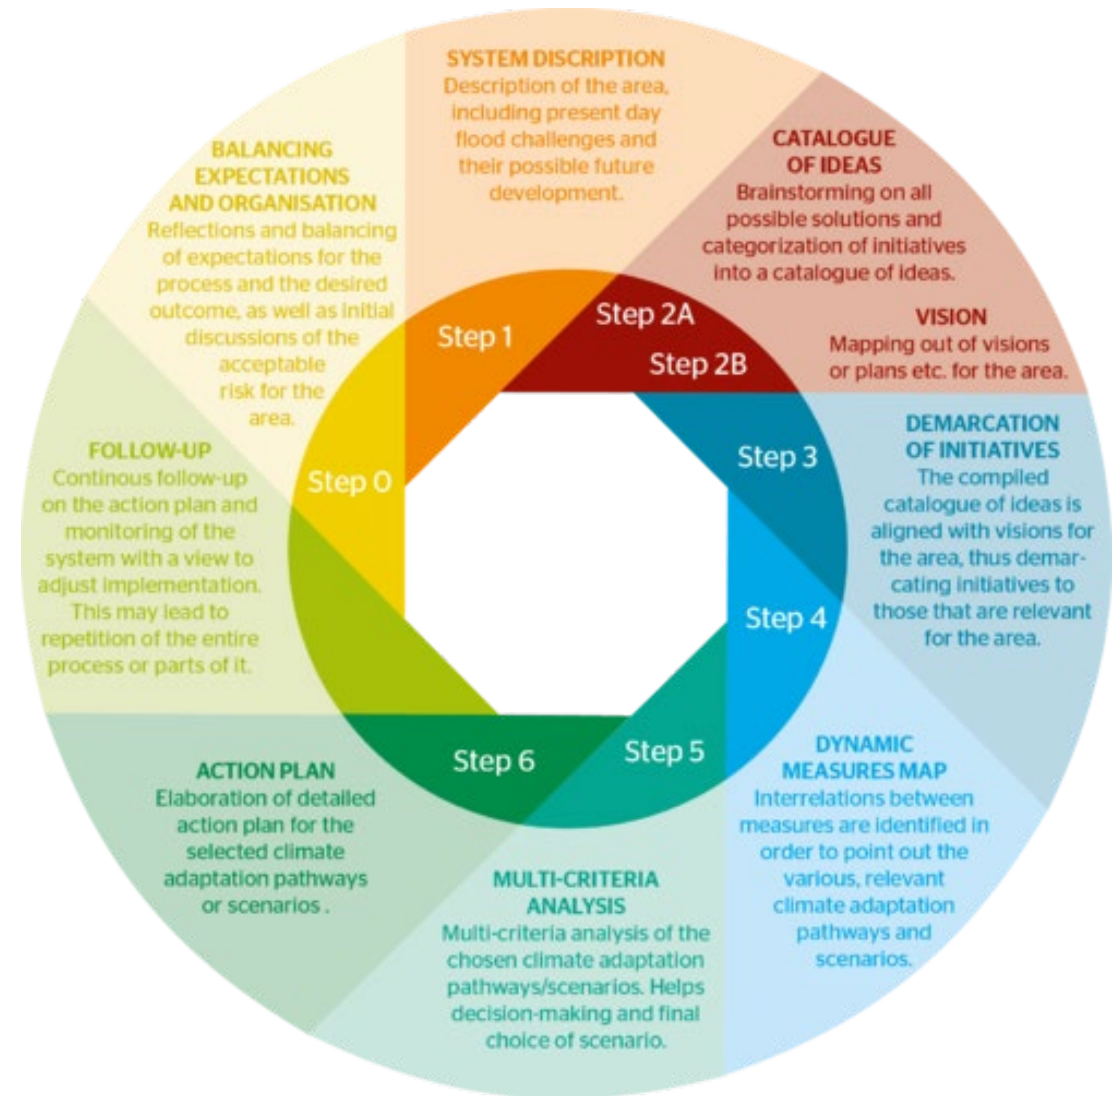 SYSTEM DISCRIPTION
Description of the area,
including present day
flood challenges and
their possible future
development.
CATALOGUE
OF IDEAS
Brainstorming on all
possible solutions and
categorization of initiatives
into a catalogue of ideas.
VISION
Mapping out of visions
or plans etc. for the area.
DEMARCATION
OF INITIATIVES
The compiled
catalogue of ideas is
aligned with visions for
the area, thus demar-
cating initiatives to
those that are relevant
for the area.
DYNAMIC
MEASURES MAP
Interrelations between
measures are identified in
order to point out the
various, relevant
climate adaptation
pathways and
scenarios.
MULTI-CRITERIA
ANALYSIS
Multi-criteria analysis of the
chosen climate adaptation
pathways/scenarios. Helps
decision-making and final
choice of scenario.
ACTION PLAN
Elaboration of detailed
action plan for the
selected climate
adaptation pathways
or scenarios .
FOLLOW-UP
Continous follow-up
on the action plan and
monitoring of the
system with a view to
adjust implementation.
This may lead to
repetition of the entire
process or parts of it.
BALANCING
EXPECTATIONS
AND ORGANISATION
Reflections and balancing
of expectations for the
process and the desired
outcome, as well as initial
discussions of the
acceptable
risk for the
area.
Step 0
Step 1
Step 2A
Step 2B
Step 3
Step 4
Step 5
Step 6